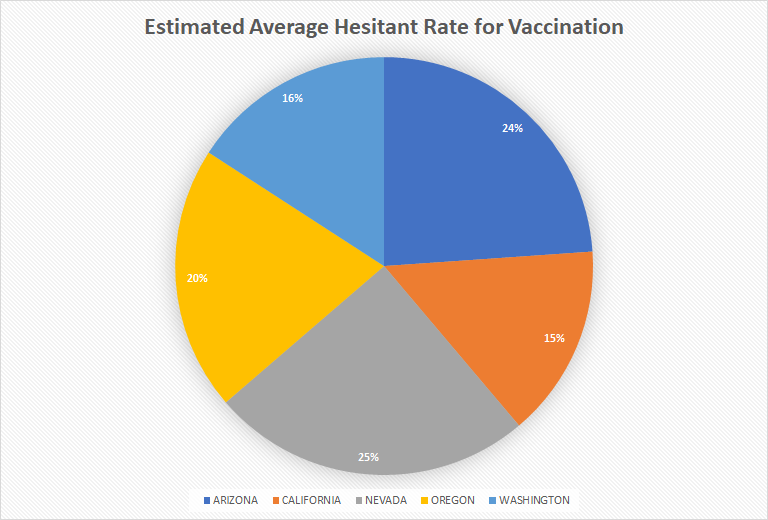 Estimated Average Hesitant Rate for Vaccination
16%
24%
20%
15%
25%
ARIZONA CALIFORNIA NEVADA OREGON WASHINGTON